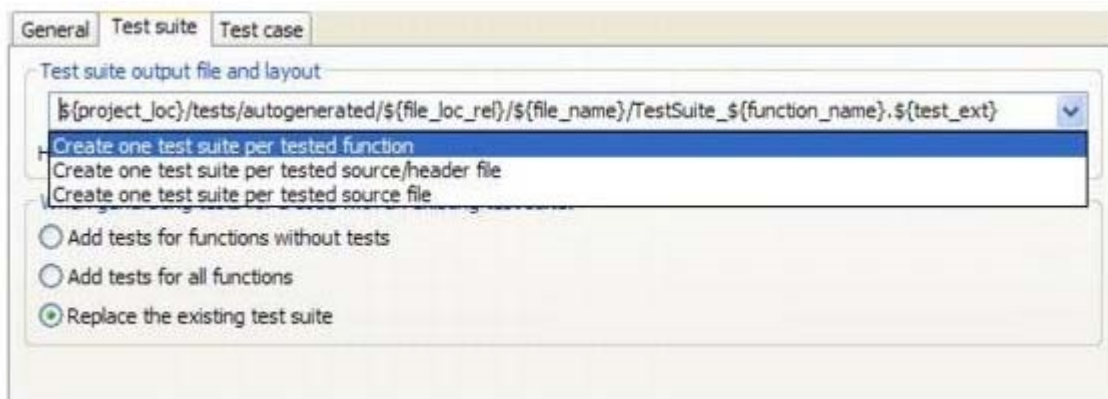 General Test suite Test case
Test suite output file and layout
${project_loc}/tests/autogenerated/${file_loc_rel}/${file_name}/TestSuite_${function_name}.${test_ext}
Create one test suite per tested function
Create one test suite per tested source/header file
Create one test suite per tested source file
Add tests for functions without tests
Add tests for all functions
Replace the existing test suite